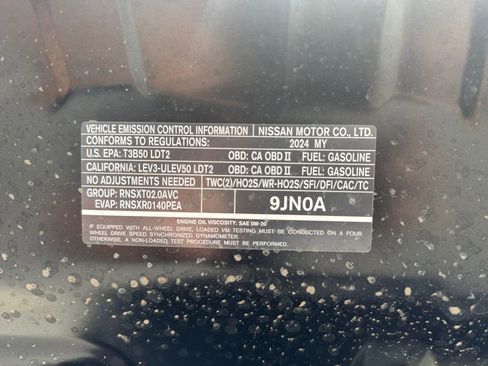 VEHICLE EMISSION CONTROL INFORMATION NISSAN MOTOR CO., LTD.
CONFORMS TO REGULATIONS: 2024 MY
U.S. EPA: T3B50 LDT2 OBD: CA OBD II FUEL: GASOLINE
CALIFORNIA: LEV3-ULEV50 LDT2 OBD: CA OBD II FUEL: GASOLINE
NO ADJUSTMENTS NEEDED. TWC(2)/HO2S/WR-HO2S/SFI/DFI/CAC/TC
GROUP: RNSXT02.0AVC
EVAP: RNSXR0140PEA 9JN0A
ENGINE OIL VISCOSITY: SAE 0W-20
IF EQUIPPED WITH ALL-WHEEL DRIVE, LOADED I/M TESTING MUST BE CONDUCTED ON AN ALL-WHEEL
DRIVE SPEED SYNCHRONIZED DYNAMOMETER.
OTHERWISE, A NON-LOADED TEST PROCEDURE MUST BE PERFORMED.